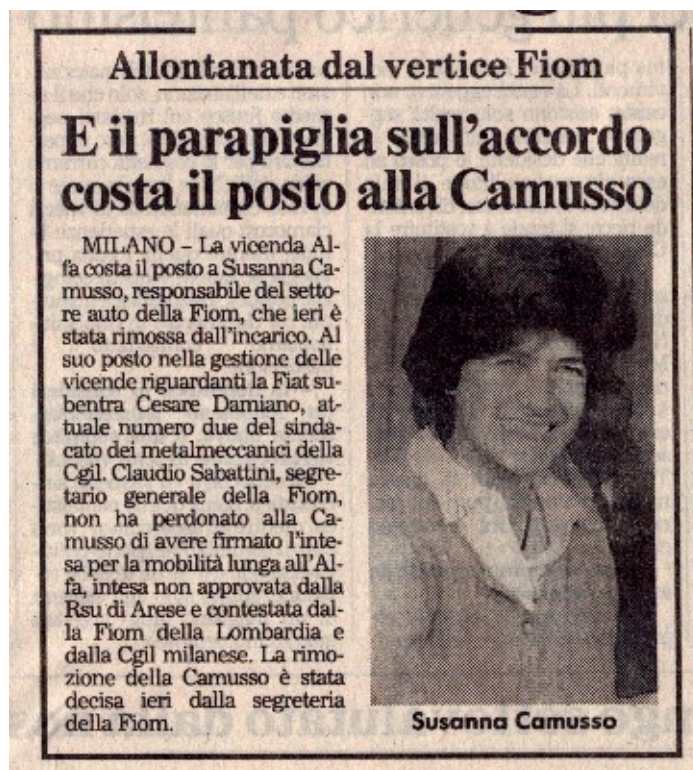 Allontanata dal vertice Fiom
E il parapiglia sull'accordo
costa il posto alla Camusso
MILANO – La vicenda Al-
fa costa il posto a Susanna Ca-
musso, responsabile del setto-
re auto della Fiom, che ieri è
stata rimossa dall'incarico. Al
suo posto nella gestione delle
vicende riguardanti la Fiat su-
bentra Cesare Damiano, at-
tuale numero due del sinda-
cato dei metalmeccanici della
Cgil. Claudio Sabattini, segre-
tario generale della Fiom,
non ha perdonato alla Ca-
musso di avere firmato l'inte-
sa per la mobilità lunga all'Al-
fa, intesa non approvata dalla
Rsu di Arese e contestata dal-
la Fiom della Lombardia e
dalla Cgil milanese. La rimo-
zione della Camusso è stata
decisa ieri dalla segreteria
della Fiom.
Susanna Camusso